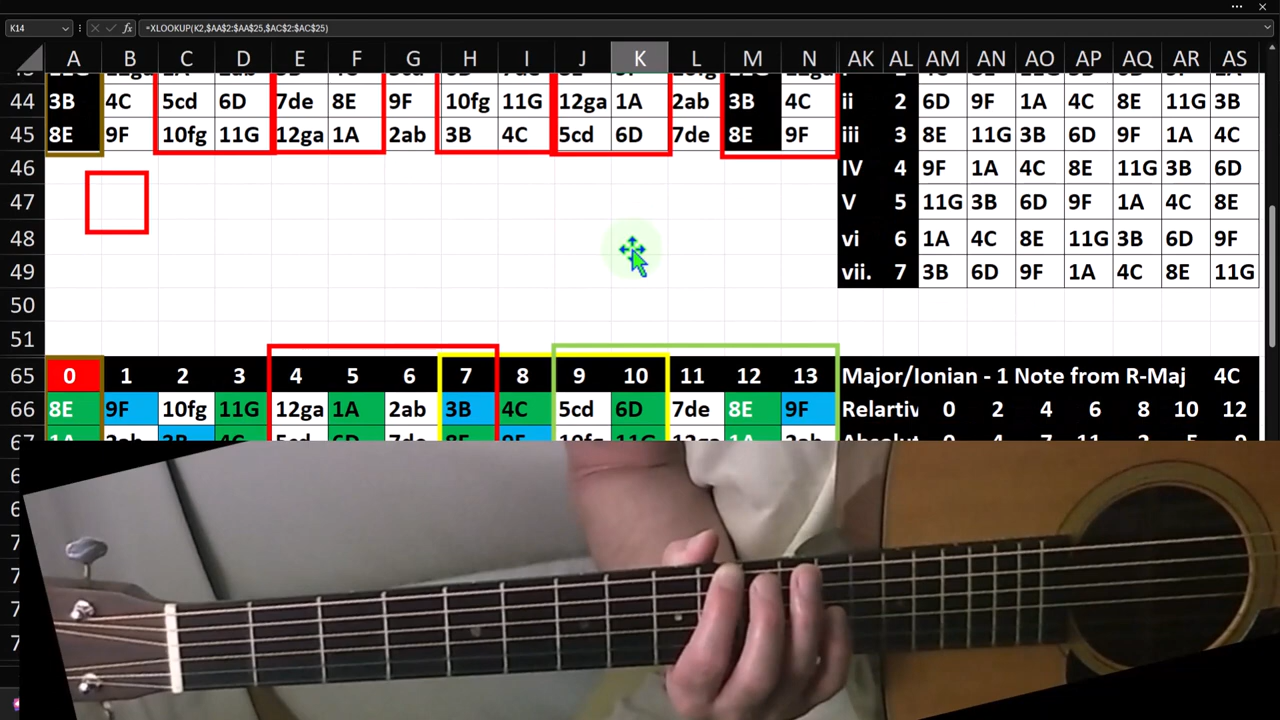 K14 =XLOOKUP(K2,$AA$2:$AA$25,$AC$2:$AC$25)
A B C D E F G H I J K L M N AK AL AM AN AO AP AQ AR AS
44 3B 4C 5cd 6D 7de 8E 9F 10fg 11G 12ga 1A 2ab 3B 4C ii 2 6D 9F 1A 4C 8E 11G 3B
45 8E 9F 10fg 11G 12ga 1A 2ab 3B 4C 5cd 6D 7de 8E 9F iii 3 8E 11G 3B 6D 9F 1A 4C
46 IV 4 9F 1A 4C 8E 11G 3B 6D
47 V 5 11G 3B 6D 9F 1A 4C 8E
48 vi 6 1A 4C 8E 11G 3B 6D 9F
49 vii. 7 3B 6D 9F 1A 4C 8E 11G
50
51
65 0 1 2 3 4 5 6 7 8 9 10 11 12 13 Major/Ionian - 1 Note from R-Maj 4C
66 8E 9F 10fg 11G 12ga 1A 2ab 3B 4C 5cd 6D 7de 8E 9F Relartiv 0 2 4 6 8 10 12